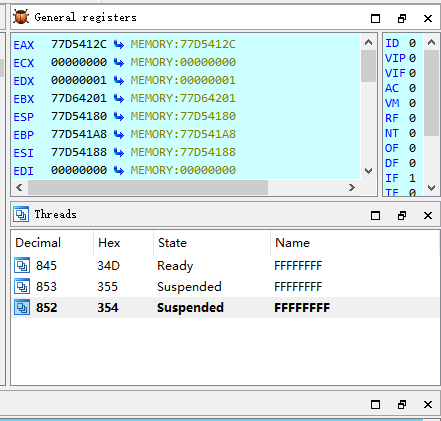 General registers
EAX 77D5412C MEMORY:77D5412C
ECX 00000000 MEMORY:00000000
EDX 00000001 MEMORY:00000001
EBX 77D64201 MEMORY:77D64201
ESP 77D54180 MEMORY:77D54180
EBP 77D541A8 MEMORY:77D541A8
ESI 77D54188 MEMORY:77D54188
EDI 00000000 MEMORY:00000000
ID 0
VIP 0
VIF 0
AC 0
VM 0
RF 0
NT 0
OF 0
DF 0
IF 1
TF 0
Threads
Decimal Hex State Name
845 34D Ready FFFFFFFF
853 355 Suspended FFFFFFFF
852 354 Suspended FFFFFFFF